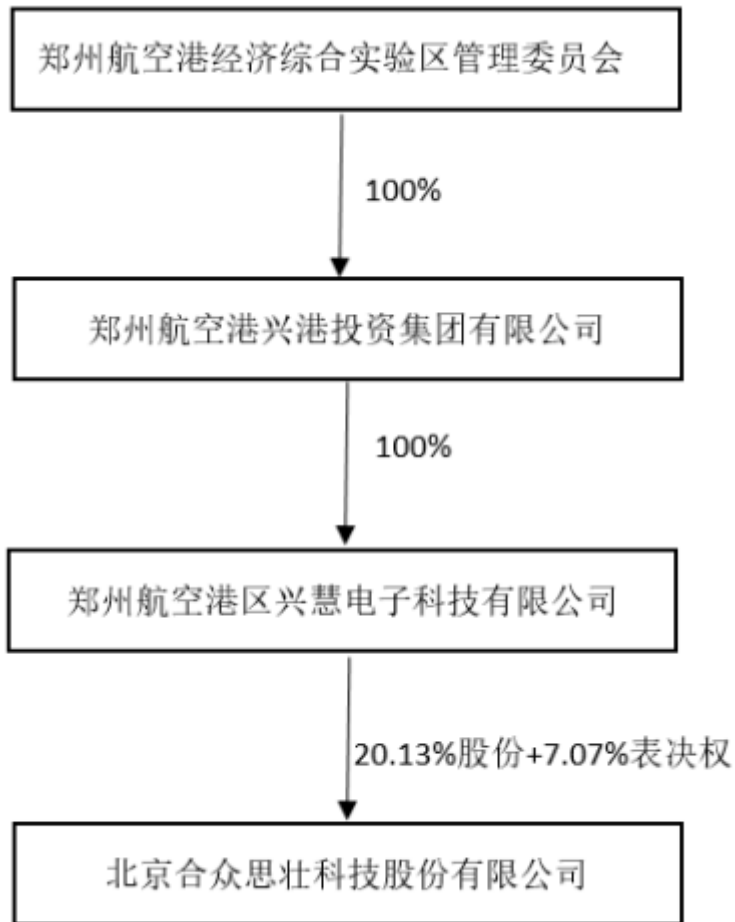 郑州航空港经济综合实验区管理委员会
100%
郑州航空港兴港投资集团有限公司
100%
郑州航空港区兴慧电子科技有限公司
20.13%股份+7.07%表决权
北京合众思壮科技股份有限公司